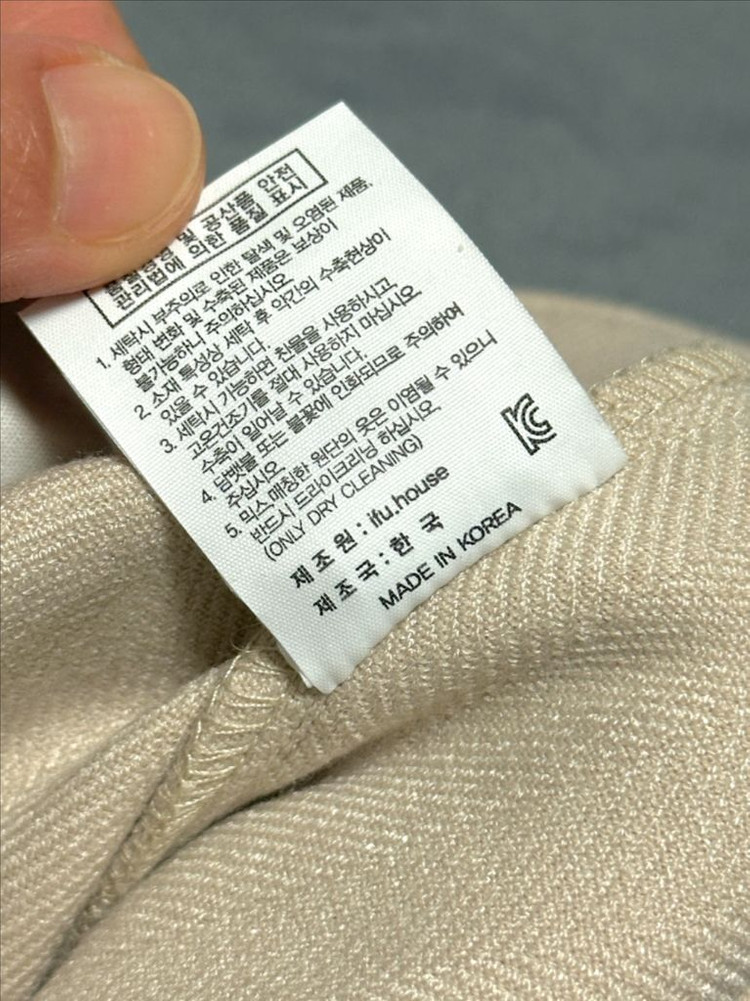 및 공산품 안전
관리법에 의한 품질 표시
1. 세탁시 부주의로 인한 탈색 및 오염된 제품,
형태 변화 및 수축된 제품은 보상이
불가능하니 주의하십시오.
2. 소재 특성상 세탁 후 약간의 수축현상이
있을 수 있습니다.
3. 세탁시 가능하면 찬물을 사용하시고,
고온건조기를 절대 사용하지 마십시오.
수축이 일어날 수 있습니다.
4. 담뱃불 또는 불꽃에 인화되므로 주의하여
주십시오.
5. 믹스 매칭한 원단의 옷은 이염될 수 있으니
반드시 드라이크리닝 하십시오.
(ONLY DRY CLEANING)
제조원 : ifu.house
제조국 : 한국
MADE IN KOREA